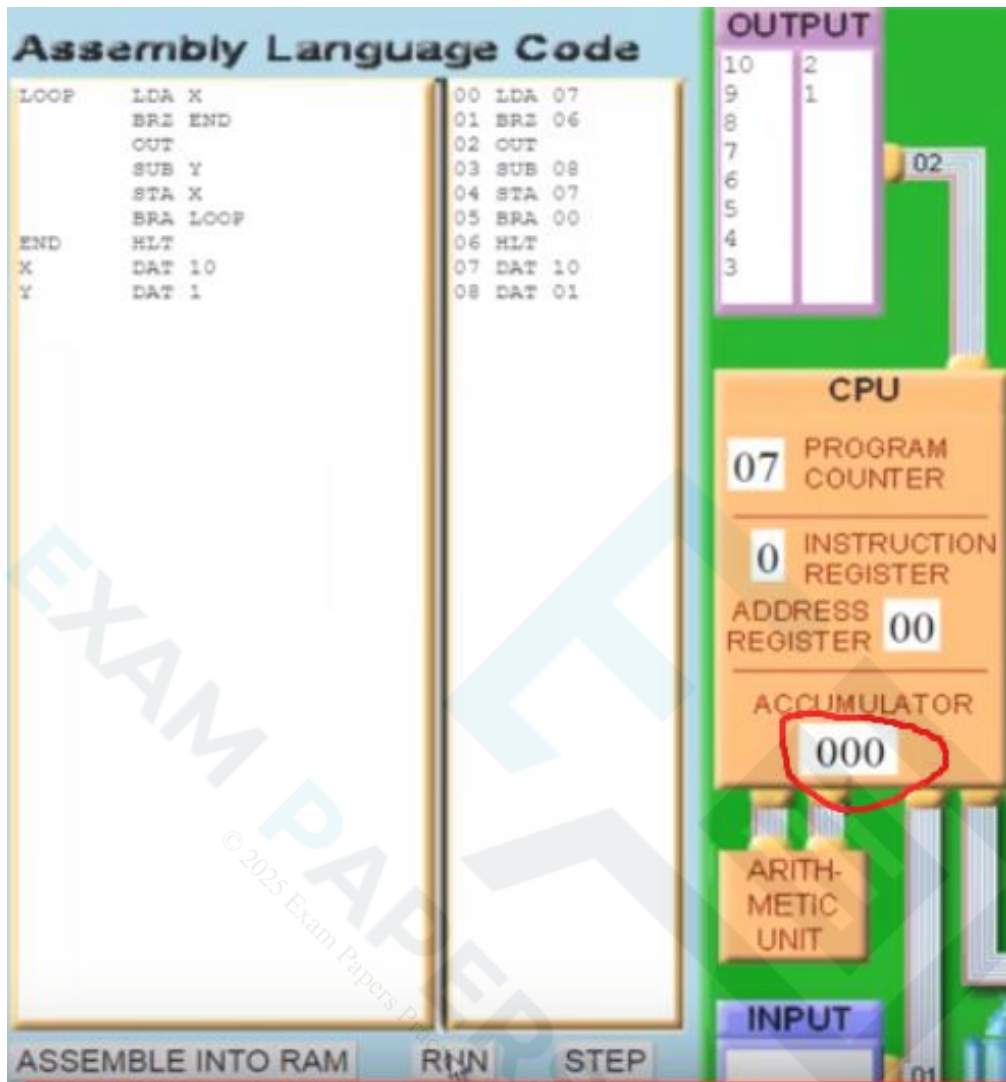 Assembly Language Code
LOOP LDA X
BRZ END
OUT
SUB Y
STA X
BRA LOOP
END HLT
X DAT 10
Y DAT 1
00 LDA 07
01 BRZ 06
02 OUT
03 SUB 08
04 STA 07
05 BRA 00
06 HLT
07 DAT 10
08 DAT 01
ASSEMBLE INTO RAM
RUN
STEP
OUTPUT
10
9
8
7
6
5
4
3
2
1
02
CPU
07
PROGRAM
COUNTER
0
INSTRUCTION
REGISTER
ADDRESS
REGISTER
00
ACCUMULATOR
000
ARITH-
METIC
UNIT
INPUT
01
EXAM PAPERS
© 2025 Exam Papers